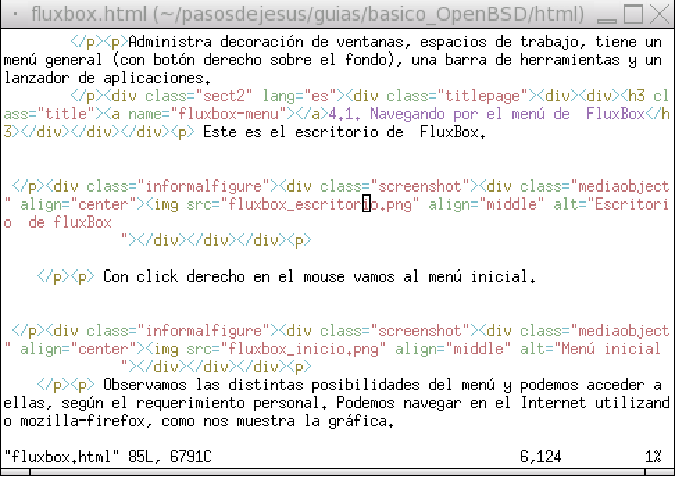 fluxbox.html (~/pasosdejesus/guias/basico_OpenBSD/html)
</p><p>Administra decoración de ventanas, espacios de trabajo, tiene un
menú general (con botón derecho sobre el fondo), una barra de herramientas y un
lanzador de aplicaciones.
</p><div class="sect2" lang="es"><div class="titlepage"><div><div><h3 cl
ass="title"><a name="fluxbox-menu"></a>4.1. Navegando por el menú de  FluxBox</h
3></div></div></div><p> Este es el escritorio de  FluxBox.
</p><div class="informalfigure"><div class="screenshot"><div class="mediaobject
" align="center"><img src="fluxbox_escritorio.png" align="middle" alt="Escritori
o  de fluxBox
"></div></div></div><p>
</p><p> Con click derecho en el mouse vamos al menú inicial.
</p><div class="informalfigure"><div class="screenshot"><div class="mediaobject
" align="center"><img src="fluxbox_inicio.png" align="middle" alt="Menú inicial
"></div></div></div><p>
</p><p> Observamos las distintas posibilidades del menú y podemos acceder a
ellas, según el requerimiento personal. Podemos navegar en el Internet utilizand
o mozilla-firefox, como nos muestra la gráfica.
"fluxbox.html" 85L, 6791C 6,124 1%